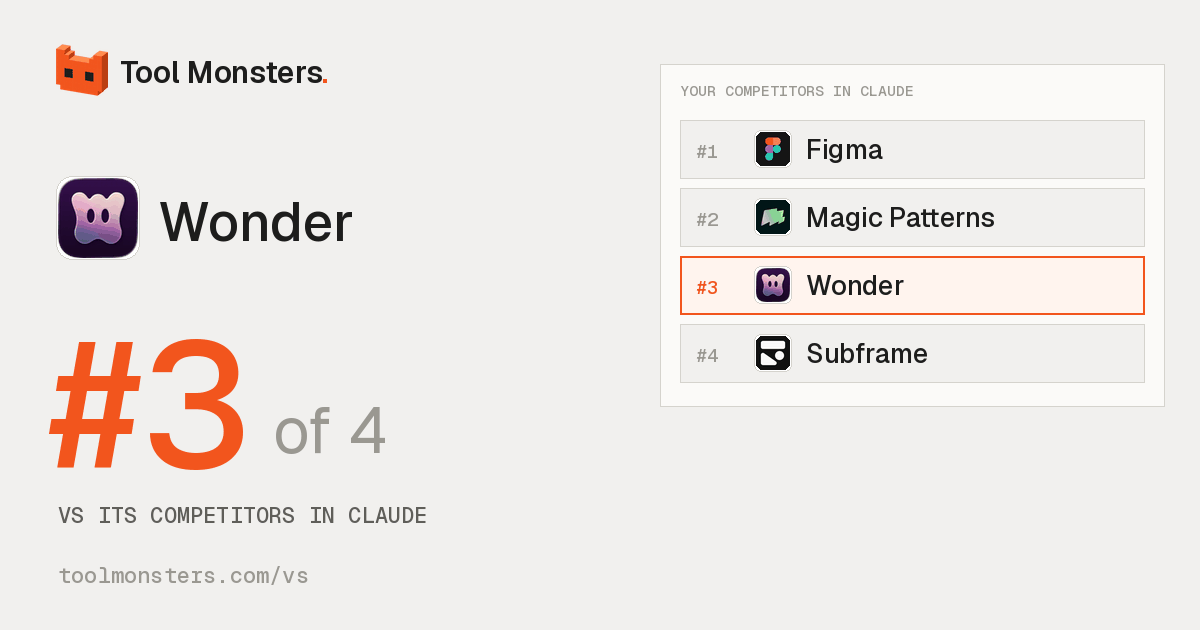 Tool Monsters.
Wonder
#3 of 4
VS ITS COMPETITORS IN CLAUDE
toolmonsters.com/vs
YOUR COMPETITORS IN CLAUDE
#1 Figma
#2 Magic Patterns
#3 Wonder
#4 Subframe